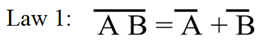 Law 1: A̅ ̅B̅ = A̅ + B̅